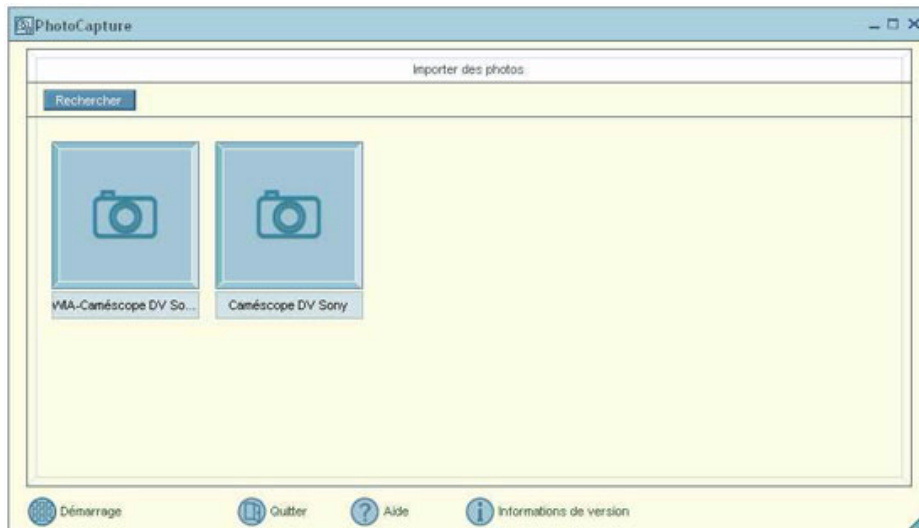 PhotoCapture
Importer des photos
Rechercher
WIA-Caméscope DV So...
Caméscope DV Sony
Démarrage
Quitter
Aide
Informations de version